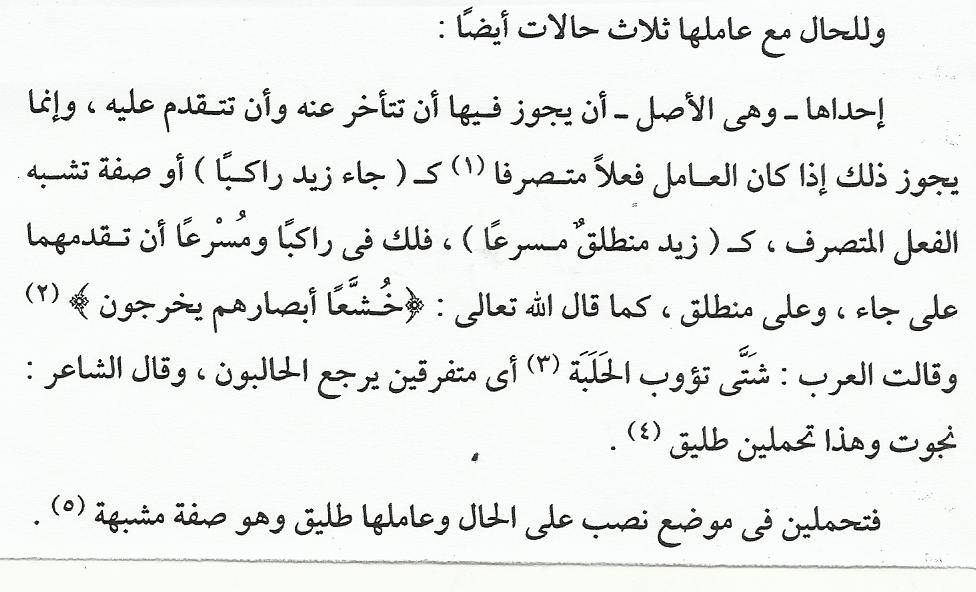 وللحال مع عاملها ثلاث حالات أيضًا :
إحداها ـ وهى الأصل ـ أن يجوز فيها أن تتأخر عنه وأن تتقدم عليه ، وإنما
يجوز ذلك إذا كان العامل فعلاً متصرفا (١) كـ ( جاء زيد راكبًا ) أو صفة تشبه
الفعل المتصرف ، كـ ( زيد منطلقٌ مسرعًا ) ، فلك فى راكبًا ومُسْرعًا أن تقدمهما
على جاء ، وعلى منطلق ، كما قال الله تعالى : ﴿خُشَّعًا أبصارهم يخرجون ﴾ (٢)
وقالت العرب : شَتَّى تؤوب الحَلَبَة (٣) أى متفرقين يرجع الحالبون ، وقال الشاعر :
نجوت وهذا تحملين طليق (٤) .
فتحملين فى موضع نصب على الحال وعاملها طليق وهو صفة مشبهة (٥) .